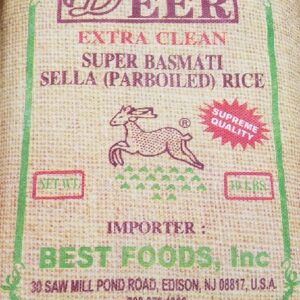 DEER
EXTRA CLEAN
SUPER BASMATI
SELLA (PARBOILED) RICE
SUPREME
QUALITY
®
NET. WT.
10 LBS.
IMPORTER :
BEST FOODS, Inc
30 SAW MILL POND ROAD, EDISON, NJ 08817, U.S.A.